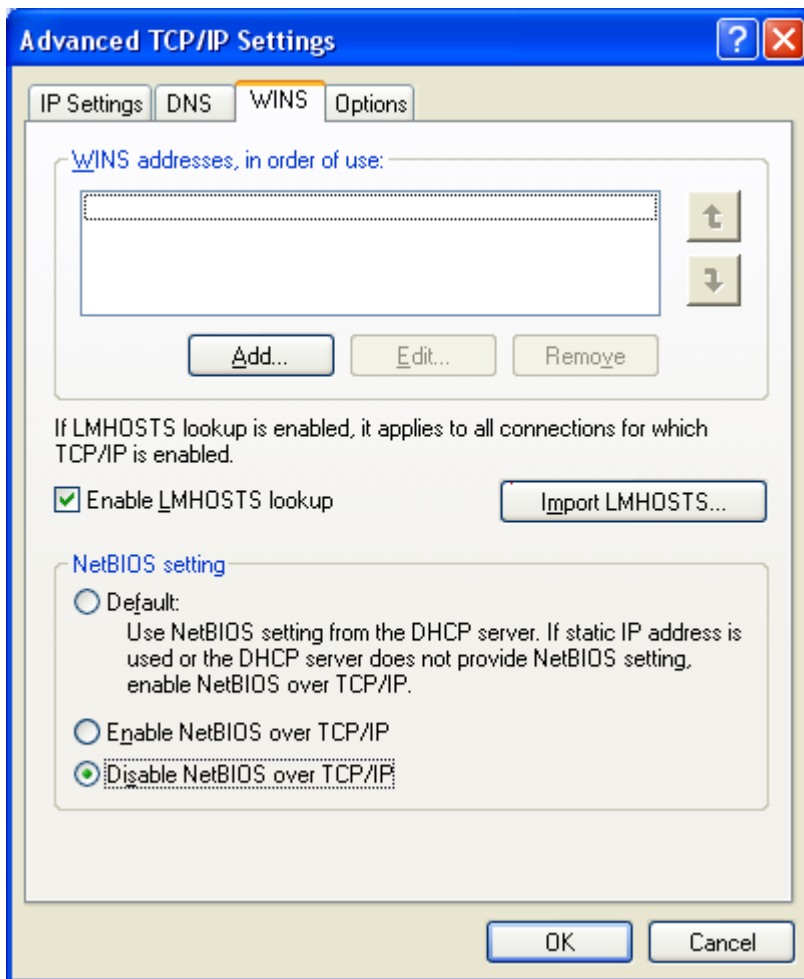 Advanced TCP/IP Settings
?
IP Settings
DNS
WINS
Options
WINS addresses, in order of use:
Add...
Edit...
Remove
If LMHOSTS lookup is enabled, it applies to all connections for which
TCP/IP is enabled.
Enable LMHOSTS lookup
Import LMHOSTS...
NetBIOS setting
Default:
Use NetBIOS setting from the DHCP server. If static IP address is
used or the DHCP server does not provide NetBIOS setting,
enable NetBIOS over TCP/IP.
Enable NetBIOS over TCP/IP
Disable NetBIOS over TCP/IP
OK
Cancel